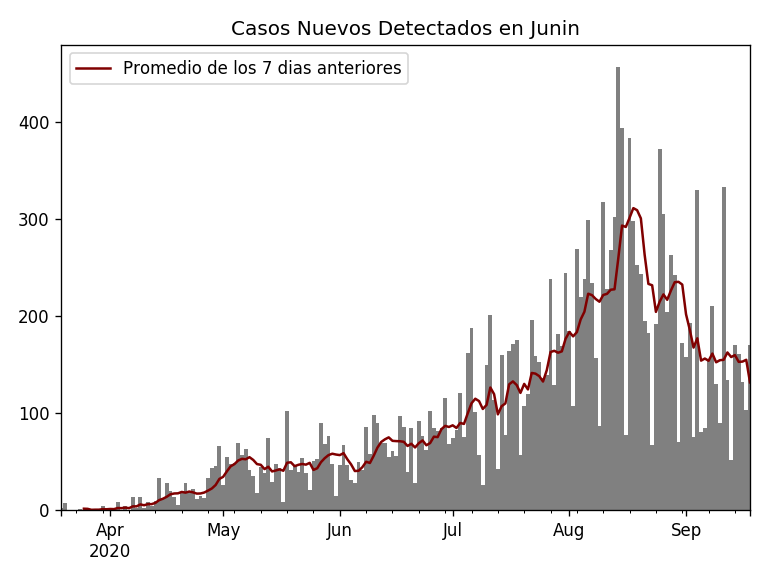 Casos Nuevos Detectados en Junin
Promedio de los 7 dias anteriores
400
300
200
100
0
Apr
2020
May
Jun
Jul
Aug
Sep